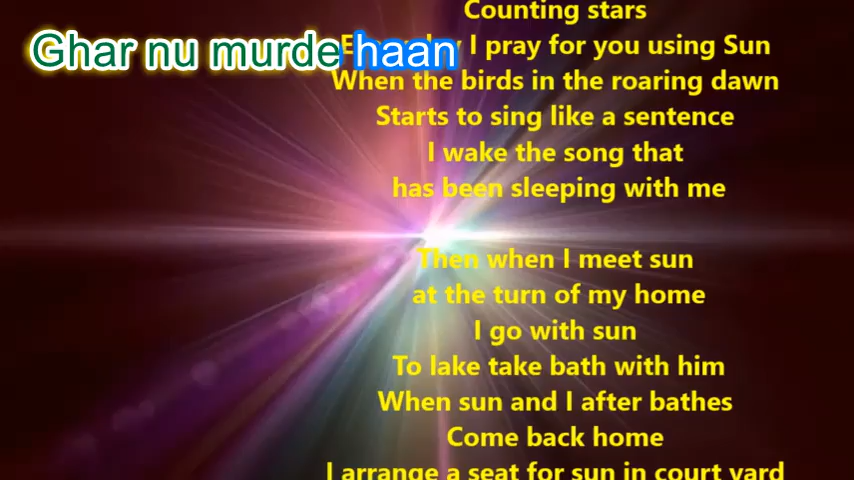 Ghar nu murde haan
Counting stars
I pray for you using Sun
When the birds in the roaring dawn
Starts to sing like a sentence
I wake the song that
has been sleeping with me
Then when I meet sun
at the turn of my home
I go with sun
To lake take bath with him
When sun and I after bathes
Come back home
I arrange a seat for sun in court yard